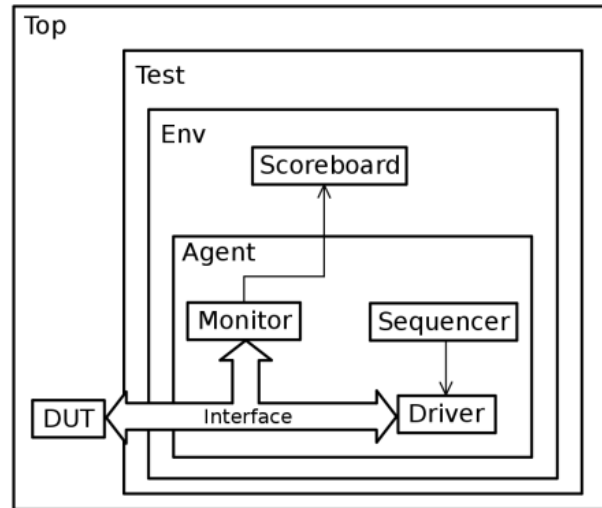 Top
Test
Env
Scoreboard
Agent
Monitor
Sequencer
DUT
Interface
Driver